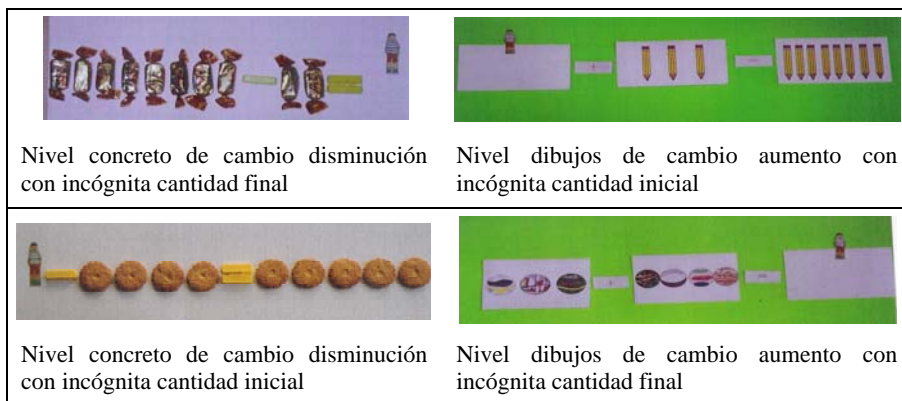 Nivel concreto de cambio disminución
con incógnita cantidad final
Nivel dibujos de cambio aumento con
incógnita cantidad inicial
Nivel concreto de cambio disminución
con incógnita cantidad inicial
Nivel dibujos de cambio aumento con
incógnita cantidad final